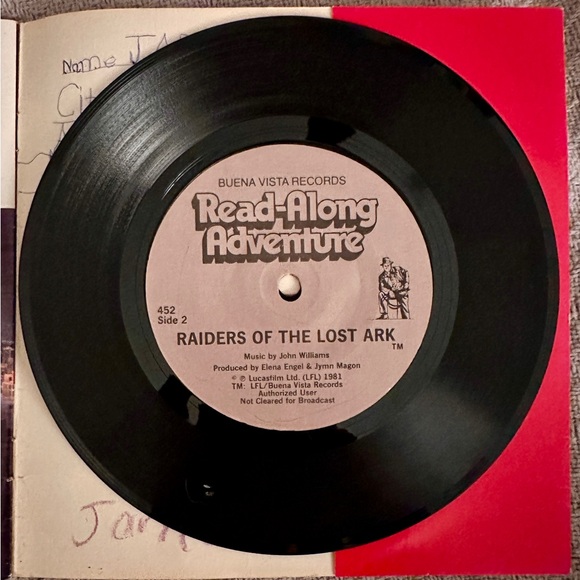 Name JA
Cit
BUENA VISTA RECORDS
Read-Along
Adventure
452
Side 2
RAIDERS OF THE LOST ARK TM
Music by John Williams
Produced by Elena Engel & Jymn Magon
© ℗ Lucasfilm Ltd. (LFL) 1981
TM: LFL/Buena Vista Records
Authorized User
Not Cleared for Broadcast